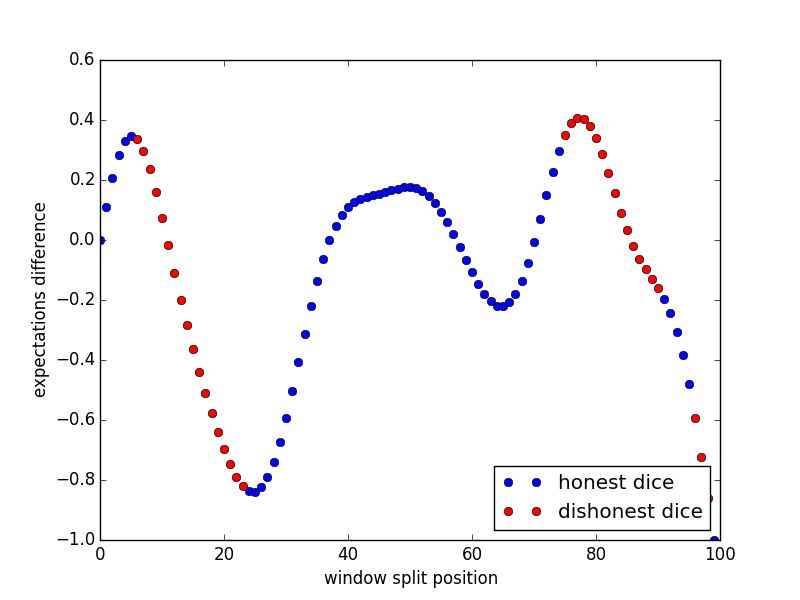 0.6
0.4
0.2
0.0
−0.2
−0.4
−0.6
−0.8
−1.0
expectations difference
honest dice
dishonest dice
0 20 40 60 80 100
window split position